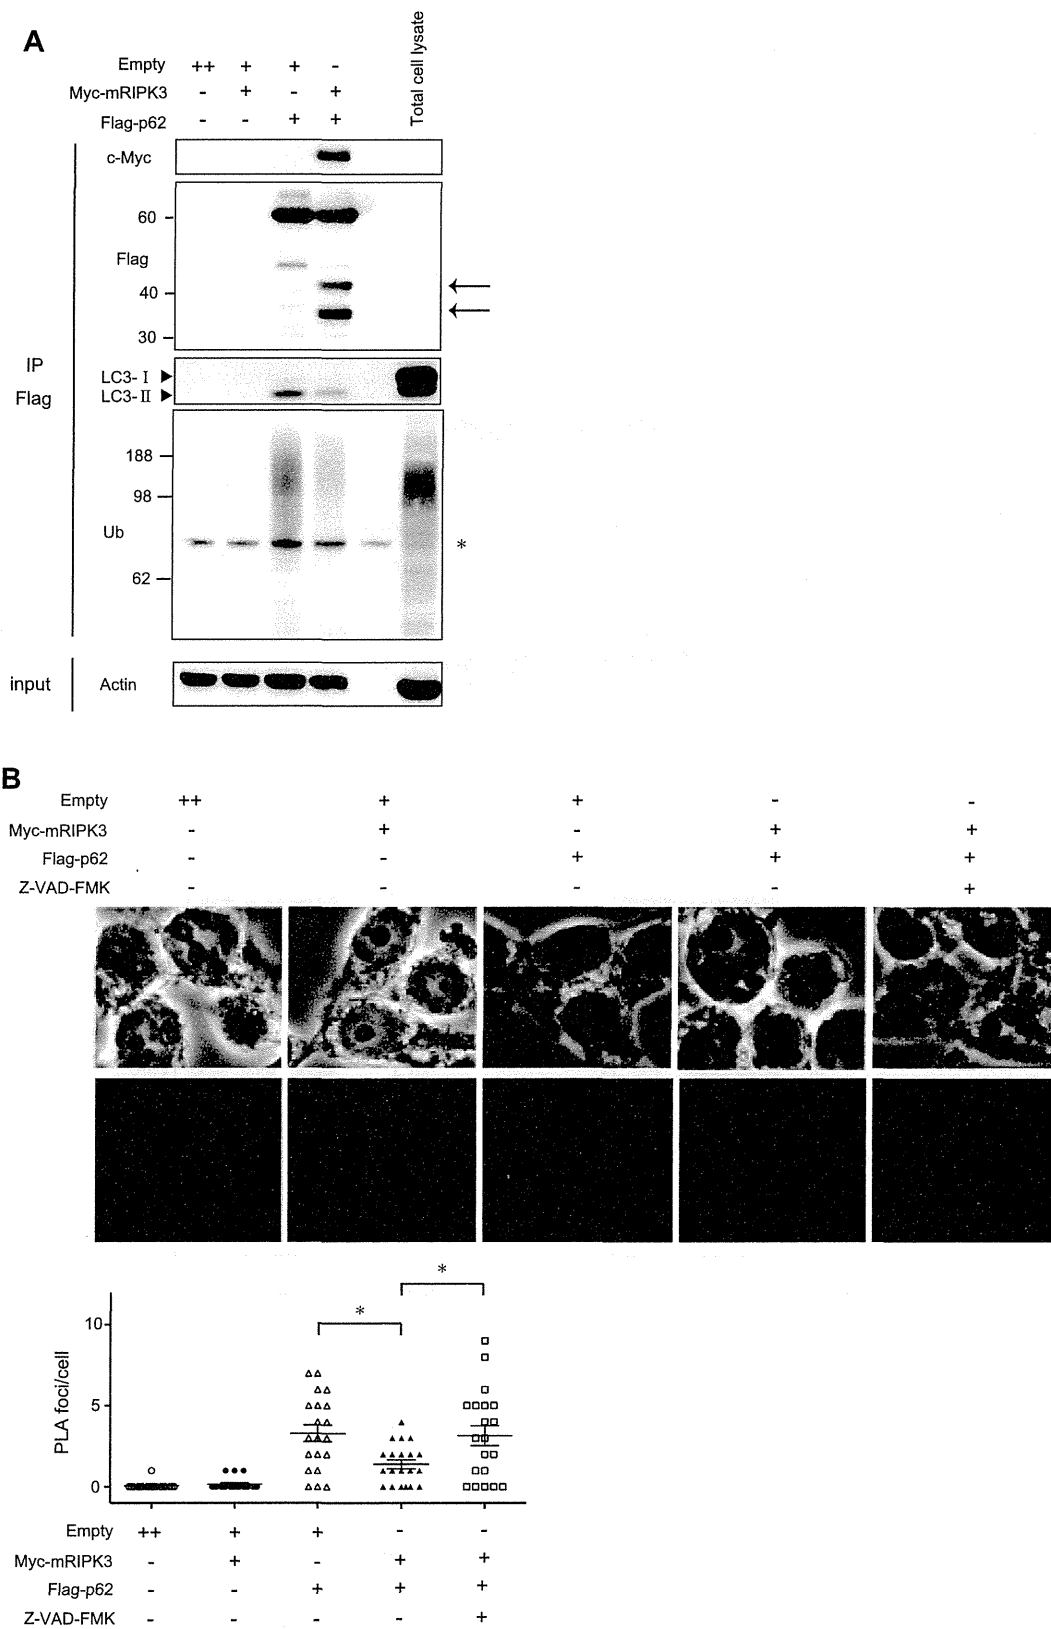 A
Total cell lysate
Empty ++ + + -
Myc-mRIPK3 - + - +
Flag-p62 - - + +
c-Myc
60
Flag
40
←
30
←
IP
Flag
LC3-Ⅰ ▶
LC3-Ⅱ ▶
188
98
Ub
*
62
input Actin
B
Empty ++ + + - -
Myc-mRIPK3 - + - + +
Flag-p62 - - + + +
Z-VAD-FMK - - - - +
*
*
PLA foci/cell
10
5
0
Empty ++ + + - -
Myc-mRIPK3 - + - + +
Flag-p62 - - + + +
Z-VAD-FMK - - - - +